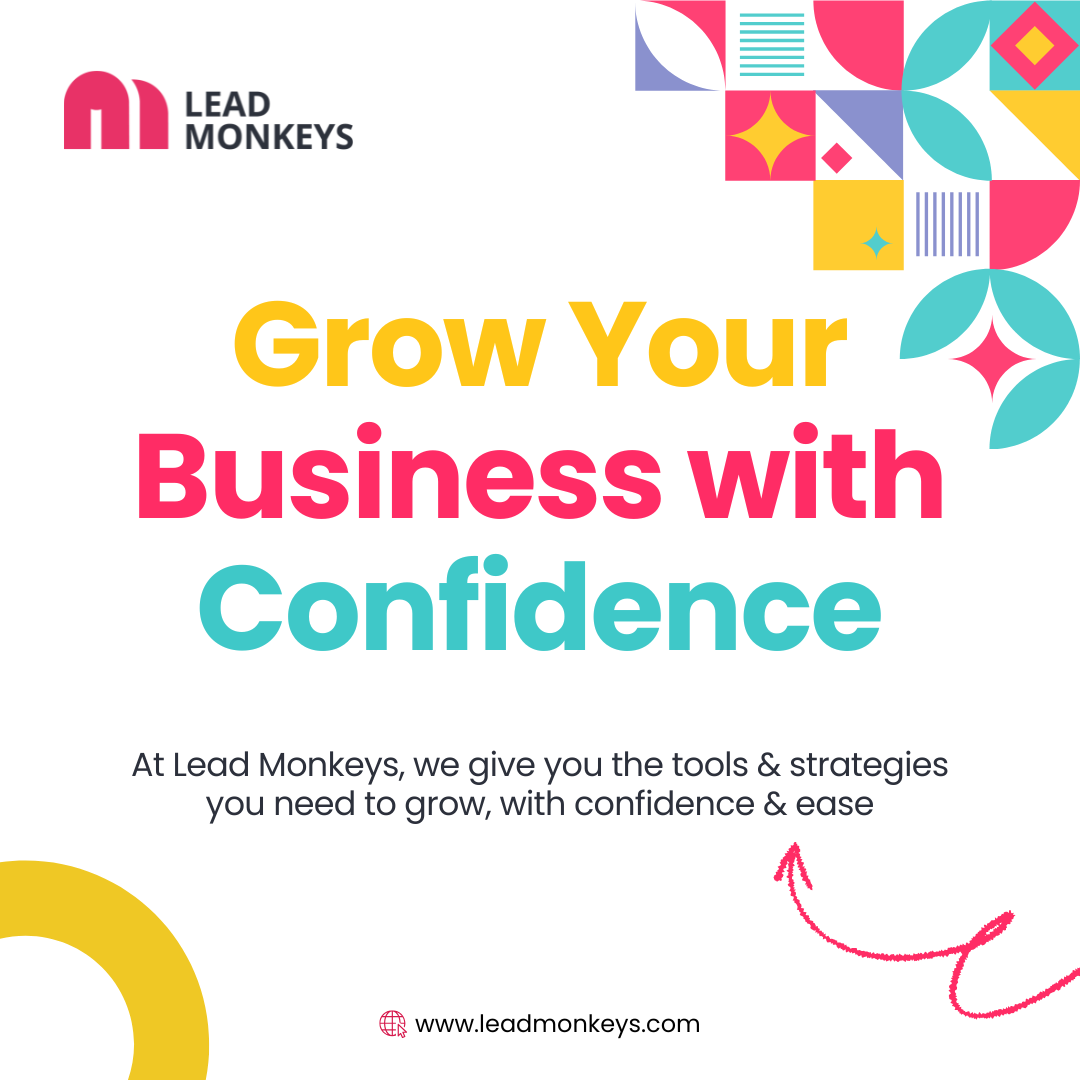 LEAD
MONKEYS
Grow Your
Business with
Confidence
At Lead Monkeys, we give you the tools & strategies
you need to grow, with confidence & ease
www.leadmonkeys.com